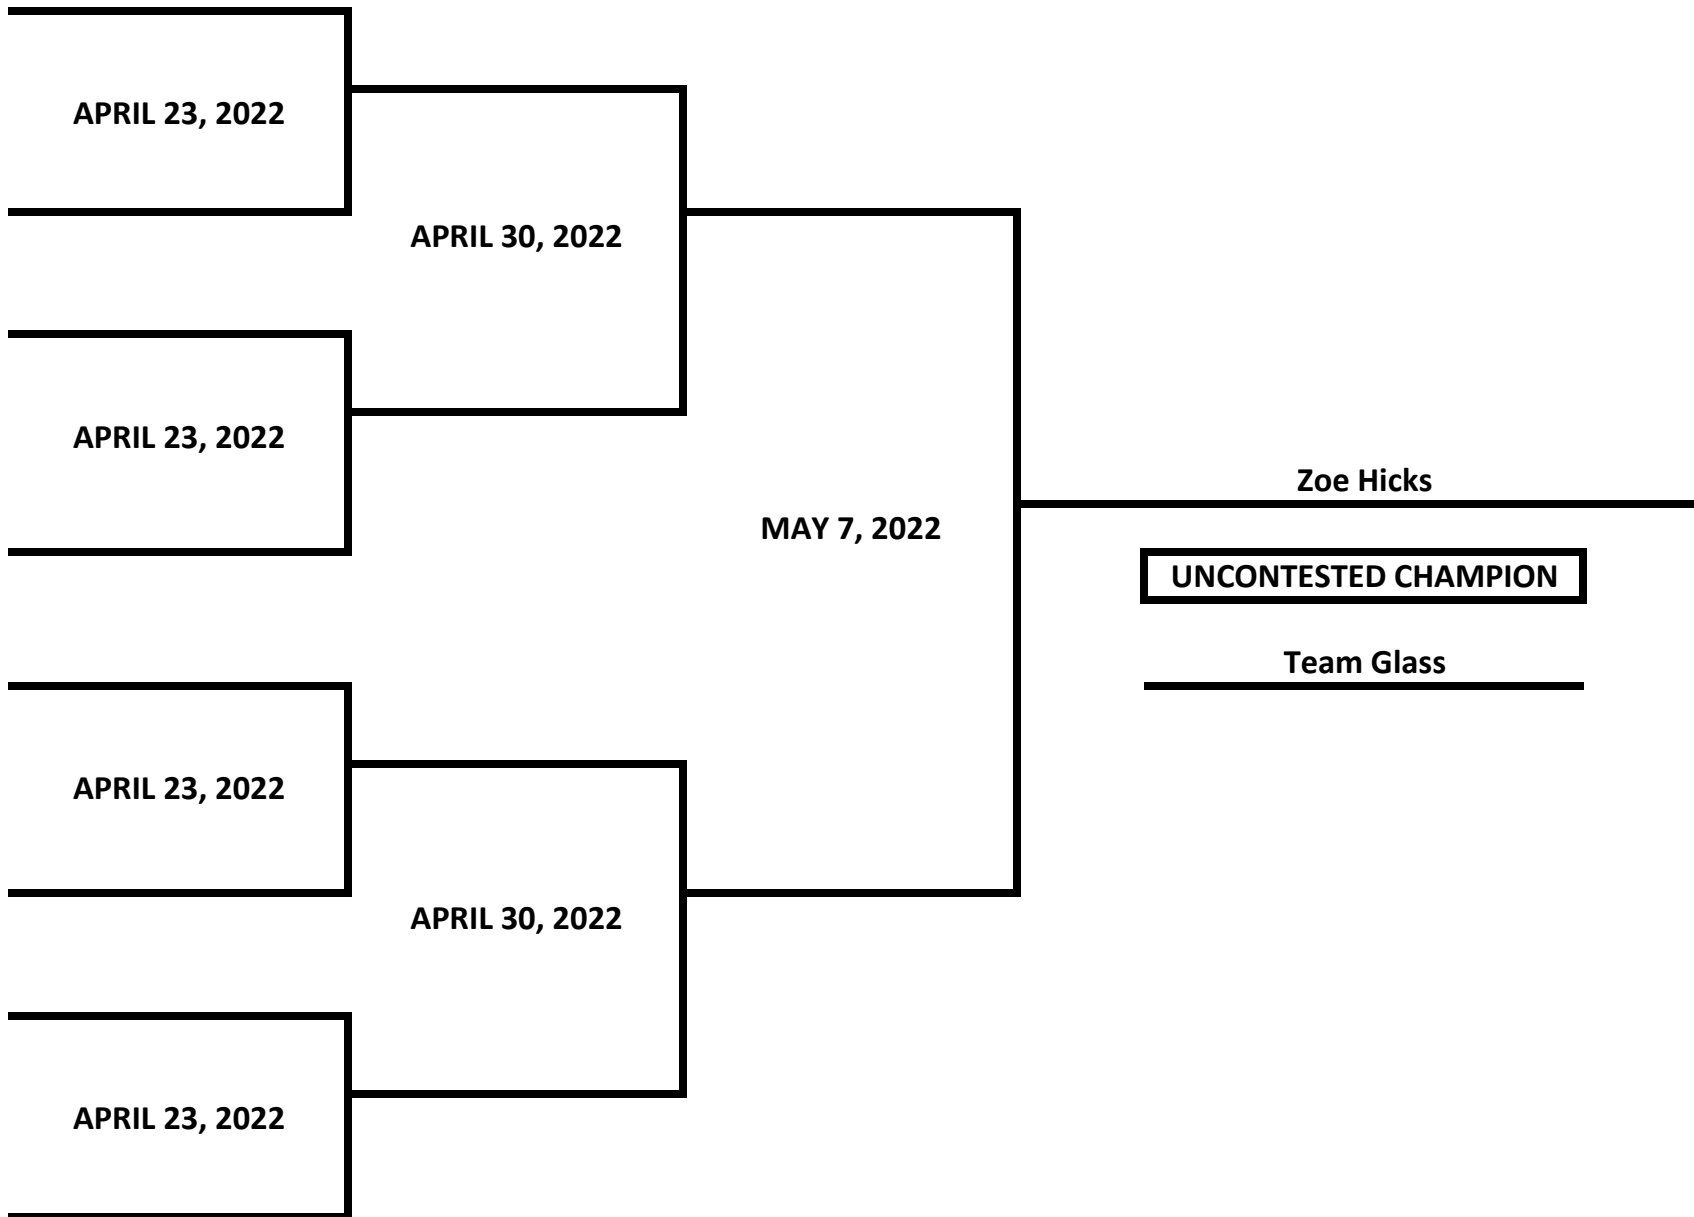 APRIL 23, 2022
APRIL 30, 2022
APRIL 23, 2022
Zoe Hicks
MAY 7, 2022
UNCONTESTED CHAMPION
Team Glass
APRIL 23, 2022
APRIL 30, 2022
APRIL 23, 2022